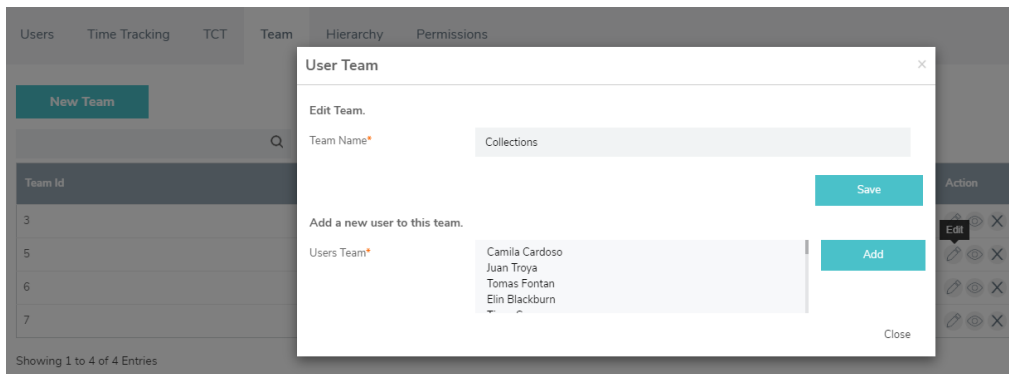 Users Time Tracking TCT Team Hierarchy Permissions
User Team ×
New Team
Edit Team.
Team Name* Collections
Team Id Action
Save
3
Add a new user to this team.
Edit
5
Users Team* Camila Cardoso Add
Juan Troya
Tomas Fontan
6
Elin Blackburn
7
Close
Showing 1 to 4 of 4 Entries